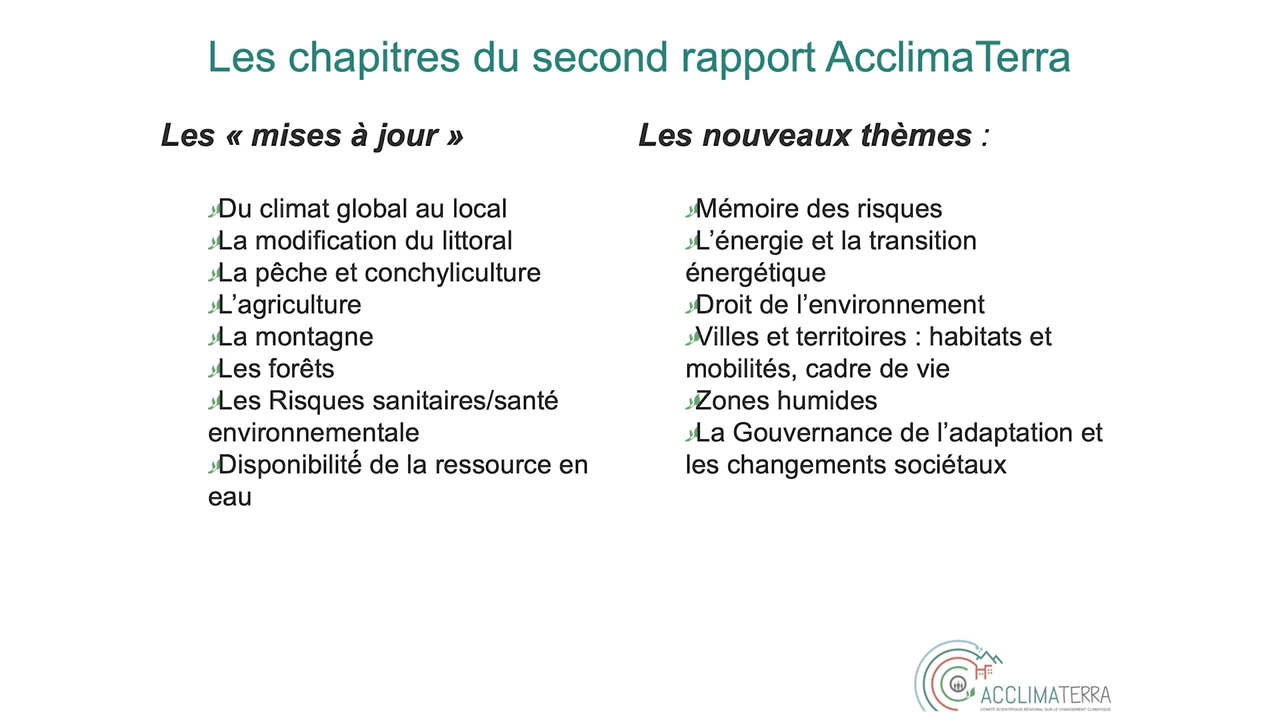 Les chapitres du second rapport AcclimaTerra
Les « mises à jour »
Du climat global au local
La modification du littoral
La pêche et conchyliculture
L’agriculture
La montagne
Les forêts
Les Risques sanitaires/santé
environnementale
Disponibilité́ de la ressource en
eau
Les nouveaux thèmes :
Mémoire des risques
L’énergie et la transition
énergétique
Droit de l’environnement
Villes et territoires : habitats et
mobilités, cadre de vie
Zones humides
La Gouvernance de l’adaptation et
les changements sociétaux
ACCLIMATERRA
COMITÉ SCIENTIFIQUE RÉGIONAL SUR LE CHANGEMENT CLIMATIQUE